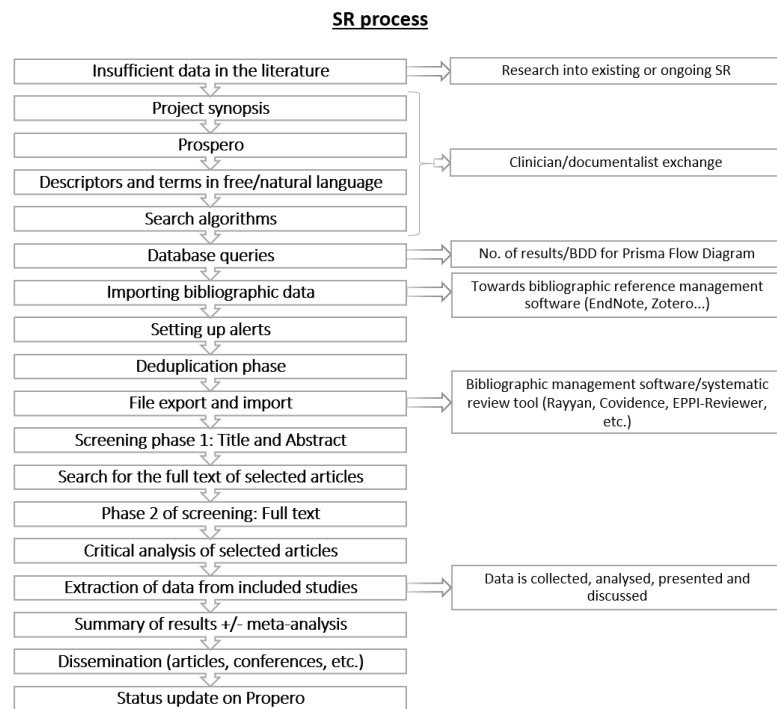 SR process
Insufficient data in the literature
Research into existing or ongoing SR
Project synopsis
Prospero
Clinician/documentalist exchange
Descriptors and terms in free/natural language
Search algorithms
Database queries
No. of results/BDD for Prisma Flow Diagram
Importing bibliographic data
Towards bibliographic reference management
software (EndNote, Zotero...)
Setting up alerts
Deduplication phase
File export and import
Bibliographic management software/systematic
review tool (Rayyan, Covidence, EPPI-Reviewer,
etc.)
Screening phase 1: Title and Abstract
Search for the full text of selected articles
Phase 2 of screening: Full text
Critical analysis of selected articles
Extraction of data from included studies
Data is collected, analysed, presented and
discussed
Summary of results +/- meta-analysis
Dissemination (articles, conferences, etc.)
Status update on Propero